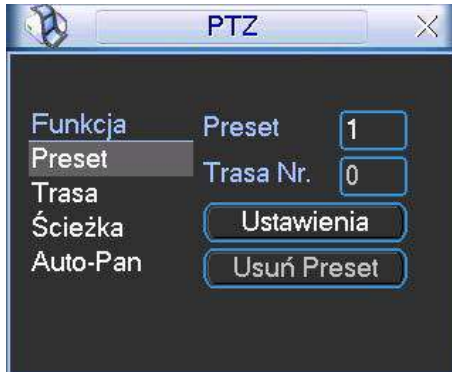 PTZ
Funkcja
Preset
Trasa
Ścieżka
Auto-Pan
Preset 1
Trasa Nr. 0
Ustawienia
Usuń Preset